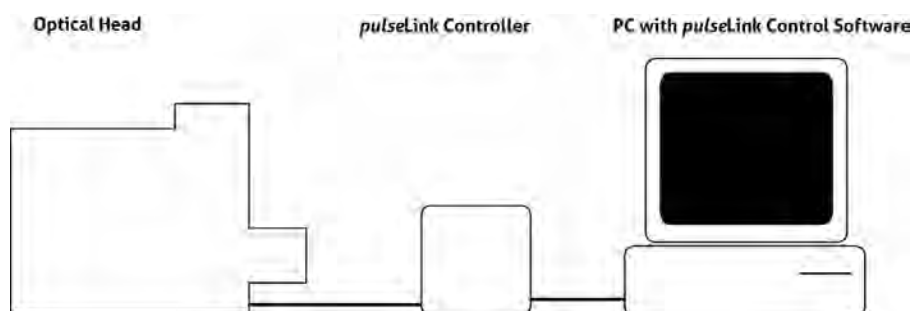 Optical Head
pulseLink Controller
PC with pulseLink Control Software